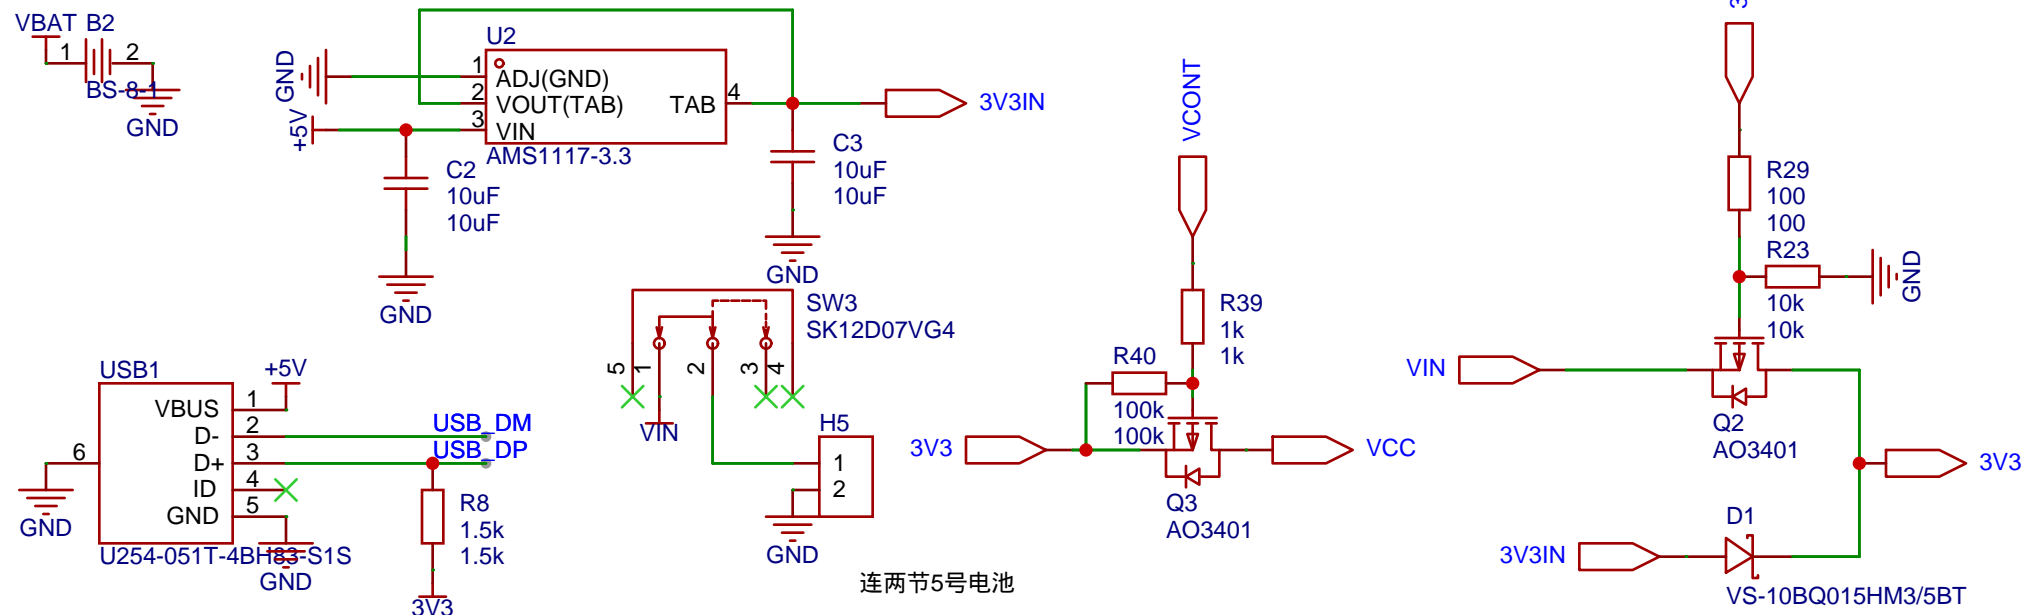 VBAT B2
1 2
BS-8-1
GND
U2
GND
+5V
1
2
3
4
ADJ(GND)
VOUT(TAB)
VIN
TAB
AMS1117-3.3
3V3IN
C2
10uF
10uF
GND
C3
10uF
10uF
GND
SW3
SK12D07VG4
5
1
2
3
4
VIN
H5
1
2
GND
连两节5号电池
USB1
+5V
VBUS
D-
D+
ID
GND
1
2
3
4
5
6
USB_DM
USB_DP
GND
U254-051T-4BH83-S1S
GND
R8
1.5k
1.5k
3V3
VCONT
R39
1k
1k
R40
100k
100k
3V3
VCC
Q3
AO3401
R29
100
100
R23
10k
10k
GND
VIN
Q2
AO3401
3V3
D1
3V3IN
VS-10BQ015HM3/5BT